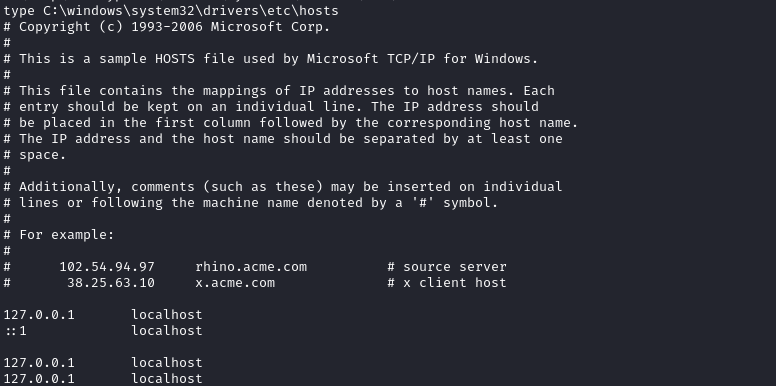 type C:\windows\system32\drivers\etc\hosts
# Copyright (c) 1993-2006 Microsoft Corp.
#
# This is a sample HOSTS file used by Microsoft TCP/IP for Windows.
#
# This file contains the mappings of IP addresses to host names. Each
# entry should be kept on an individual line. The IP address should
# be placed in the first column followed by the corresponding host name.
# The IP address and the host name should be separated by at least one
# space.
#
# Additionally, comments (such as these) may be inserted on individual
# lines or following the machine name denoted by a '#' symbol.
#
# For example:
#
#      102.54.94.97     rhino.acme.com          # source server
#       38.25.63.10     x.acme.com              # x client host

127.0.0.1       localhost
::1             localhost

127.0.0.1       localhost
127.0.0.1       localhost